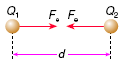 Q₁ Fₑ Fₑ Q₂
d